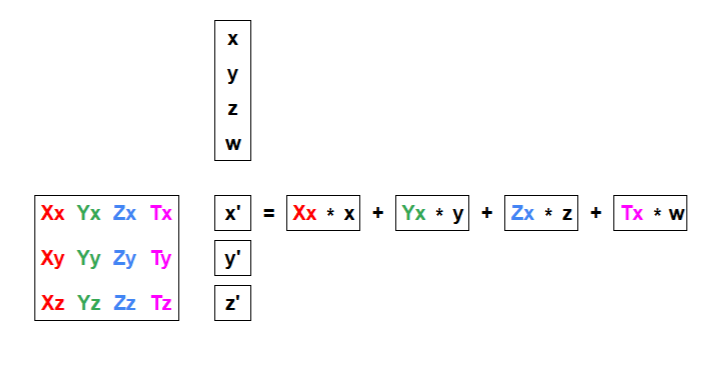 x
y
z
w
Xx Yx Zx Tx x' = Xx * x + Yx * y + Zx * z + Tx * w
Xy Yy Zy Ty y'
Xz Yz Zz Tz z'